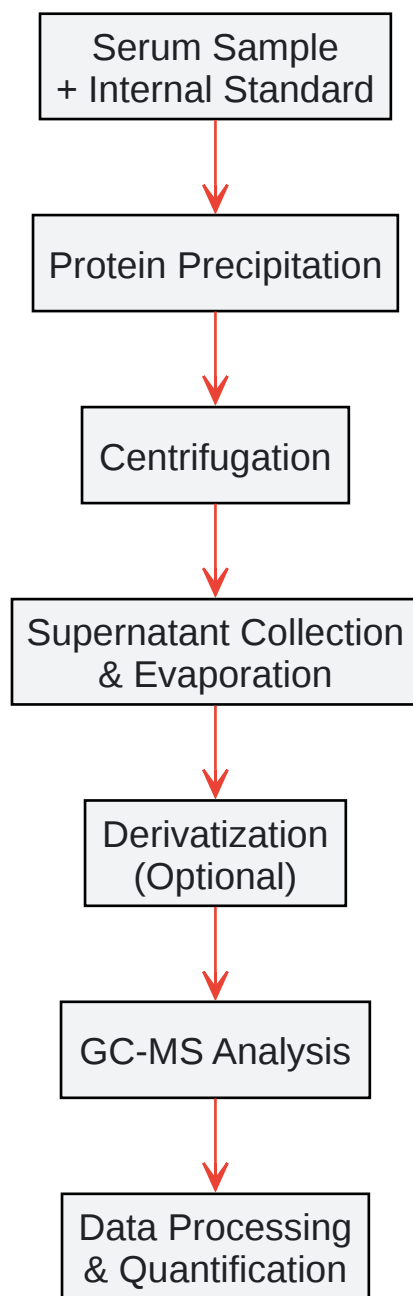 Serum Sample
+ Internal Standard
Protein Precipitation
Centrifugation
Supernatant Collection
& Evaporation
Derivatization
(Optional)
GC-MS Analysis
Data Processing
& Quantification